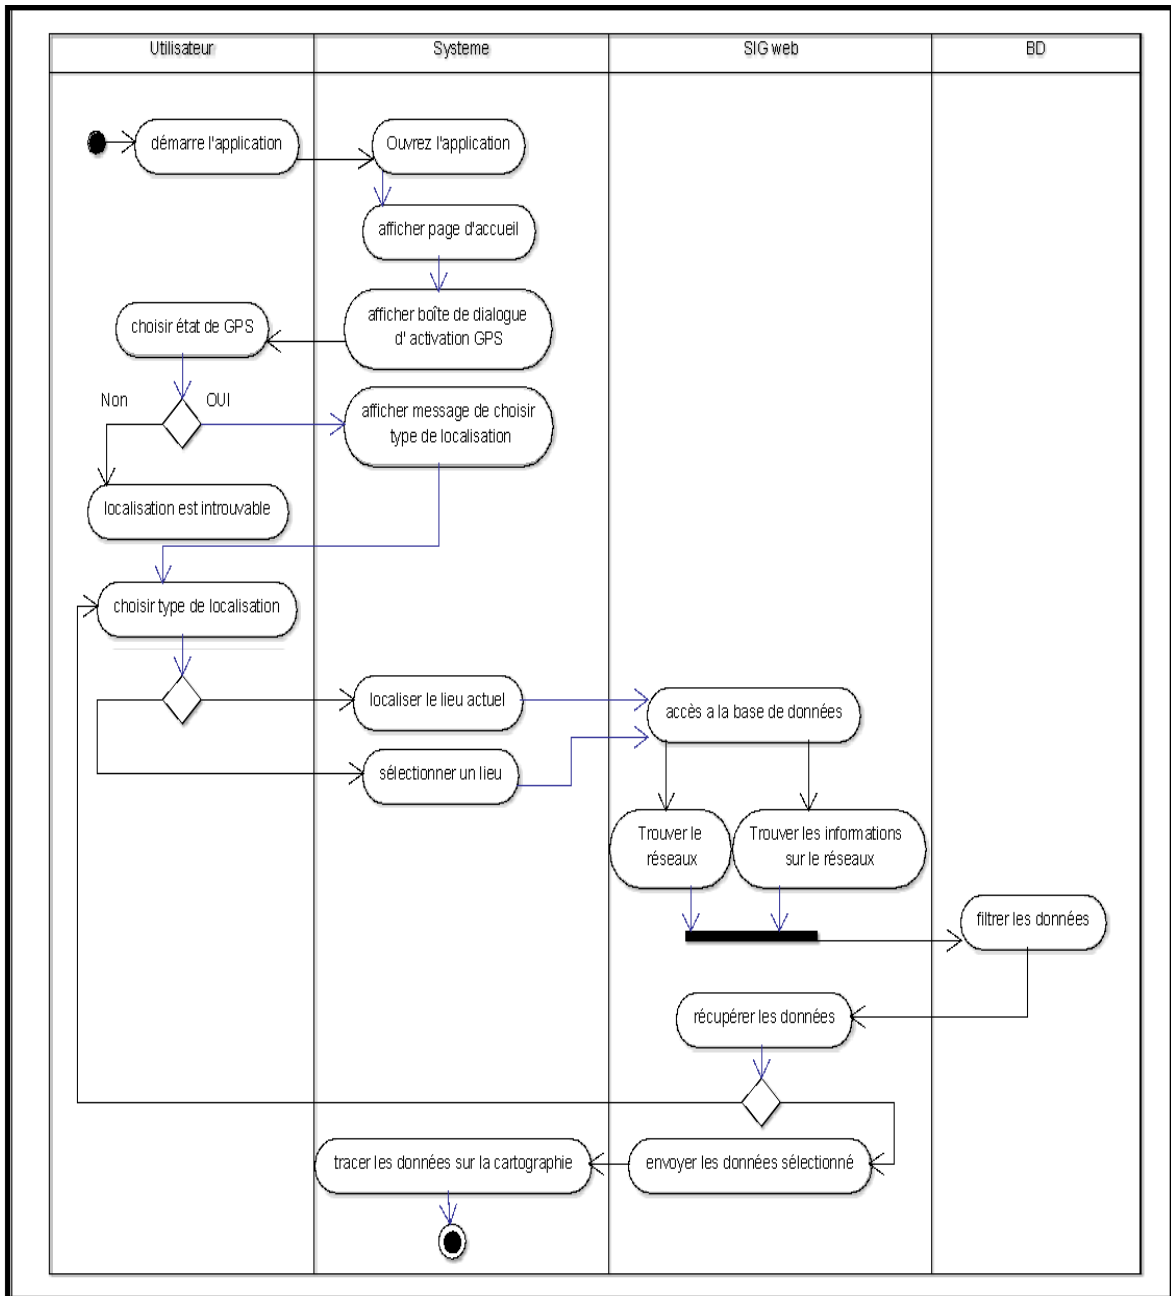 Utilisateur
Systeme
SIG web
BD
démarre l'application
Ouvrez l'application
afficher page d'accueil
choisir état de GPS
afficher boîte de dialogue
d' activation GPS
Non
OUI
afficher message de choisir
type de localisation
localisation est introuvable
choisir type de localisation
localiser le lieu actuel
accès a la base de données
sélectionner un lieu
Trouver le
réseaux
Trouver les informations
sur le réseaux
filtrer les données
récupérer les données
tracer les données sur la cartographie
envoyer les données sélectionné